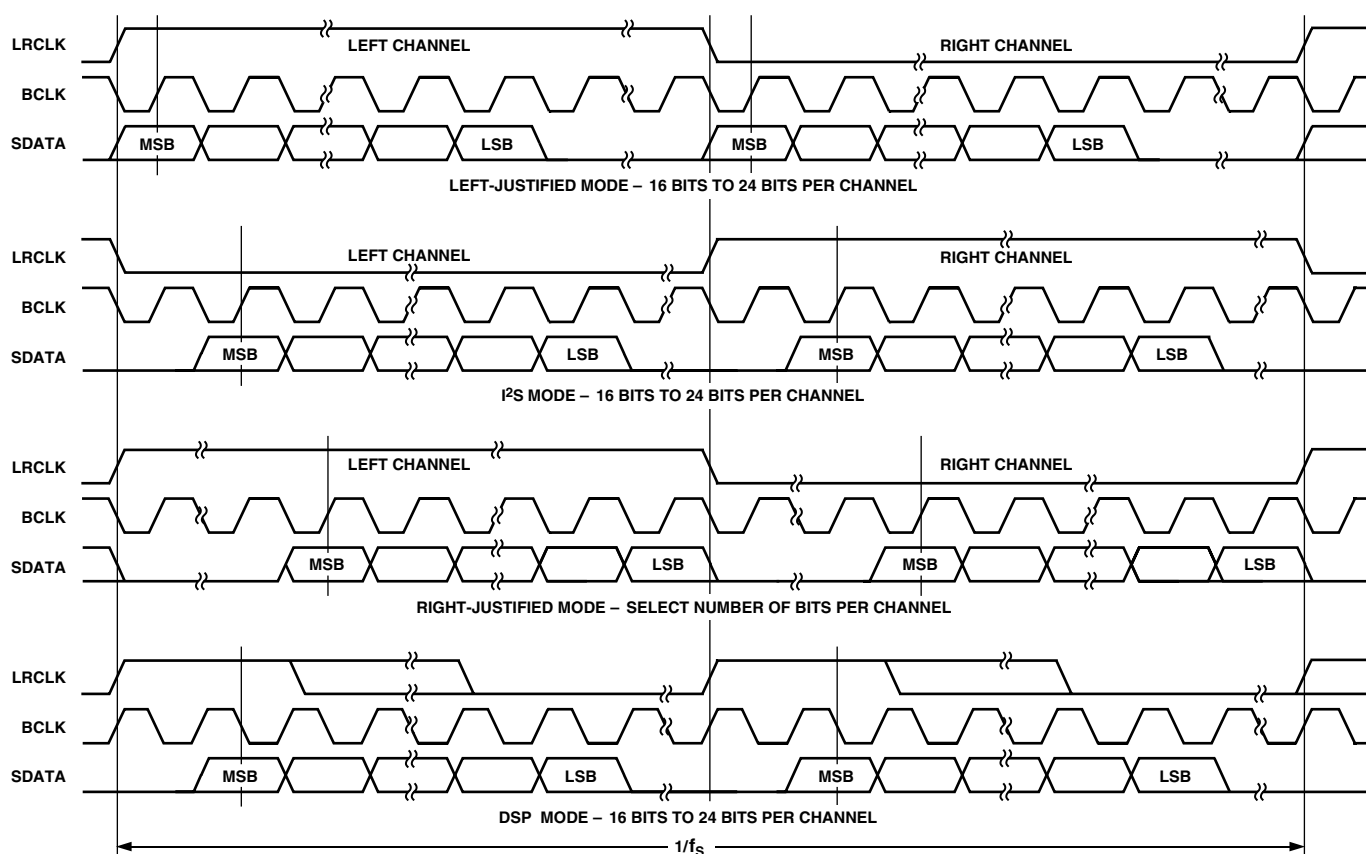 LRCLK LEFT CHANNEL RIGHT CHANNEL
BCLK
SDATA MSB LSB MSB LSB
LEFT-JUSTIFIED MODE – 16 BITS TO 24 BITS PER CHANNEL
LRCLK LEFT CHANNEL RIGHT CHANNEL
BCLK
SDATA MSB LSB MSB LSB
I²S MODE – 16 BITS TO 24 BITS PER CHANNEL
LRCLK LEFT CHANNEL RIGHT CHANNEL
BCLK
SDATA MSB LSB MSB LSB
RIGHT-JUSTIFIED MODE – SELECT NUMBER OF BITS PER CHANNEL
LRCLK
BCLK
SDATA MSB LSB MSB LSB
DSP MODE – 16 BITS TO 24 BITS PER CHANNEL
1/fS